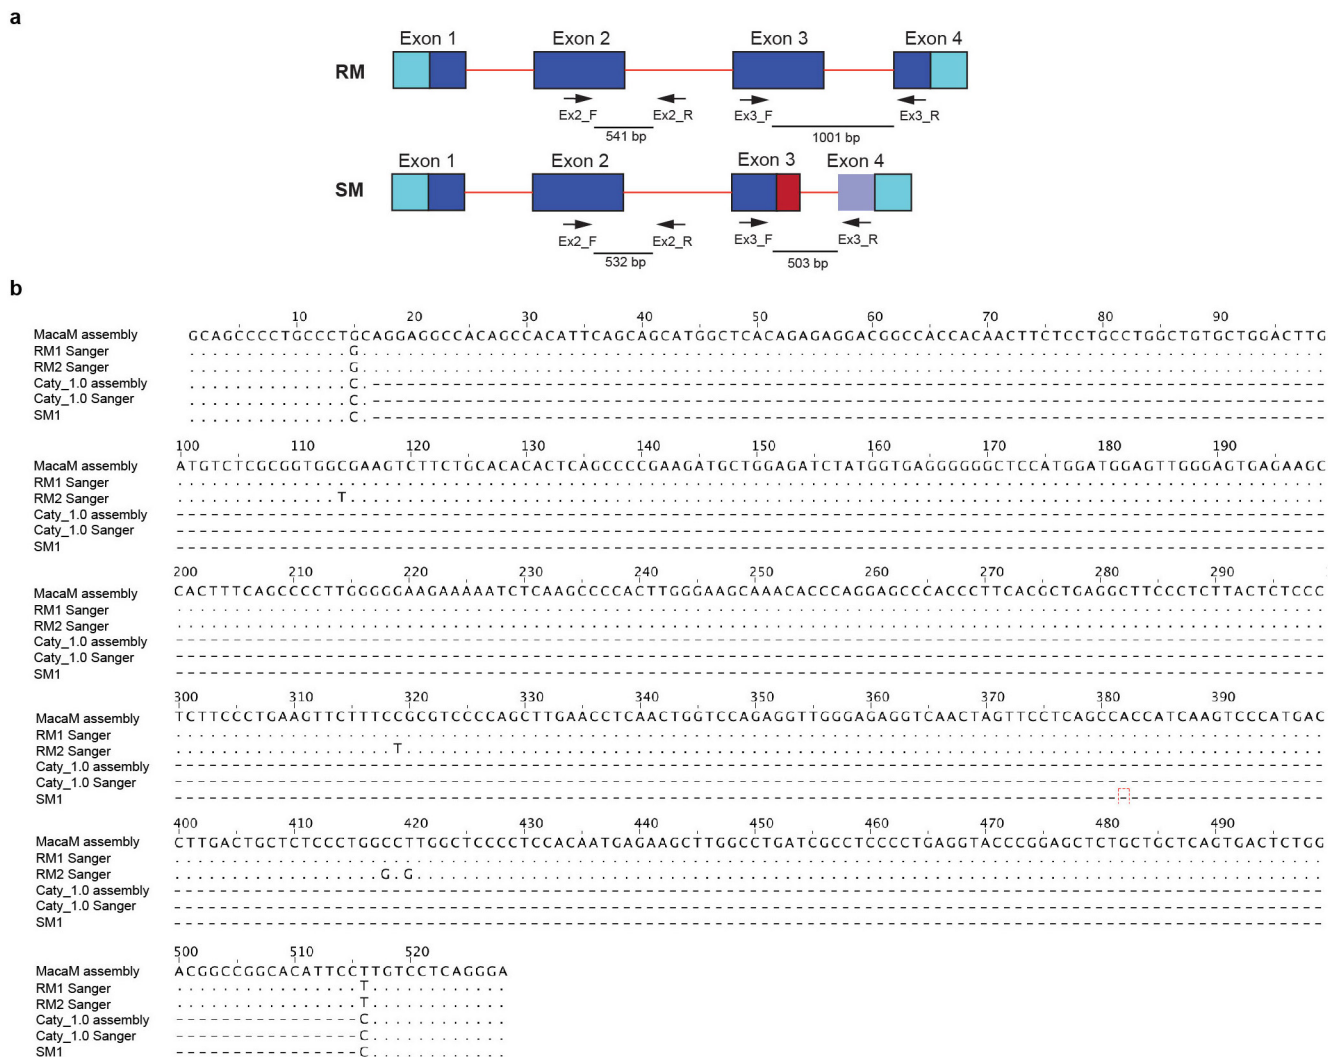 a
Exon 1 Exon 2 Exon 3 Exon 4
RM
Ex2_F Ex2_R Ex3_F Ex3_R
541 bp 1001 bp
Exon 1 Exon 2 Exon 3 Exon 4
SM
Ex2_F Ex2_R Ex3_F Ex3_R
532 bp 503 bp
b
10 20 30 40 50 60 70 80 90
MacaM assembly GCAGCCCCTGCCCTGCAGGAGGCCACAGCCACATTCAGCAGCATGGCTCACAGAGAGGACGGCCACCACAACTTCTCCTGCCTGGCTGTGCTGGACTTG
RM1 Sanger G
RM2 Sanger G
Caty_1.0 assembly C
Caty_1.0 Sanger C
SM1 C
100 110 120 130 140 150 160 170 180 190
MacaM assembly ATGTCTCGCGGTGGCGAAGTCTTCTGCACACACTCAGCCCCGAAGATGCTGGAGATCTATGGTGAGGGGGGCTCCATGGATGGAGTTGGGAGTGAGAAGC
RM1 Sanger
RM2 Sanger T
Caty_1.0 assembly
Caty_1.0 Sanger
SM1
200 210 220 230 240 250 260 270 280 290
MacaM assembly CACTTTCAGCCCCTTGGGGGAAGAAAAATCTCAAGCCCCACTTGGGAAGCAAACACCCAGGAGCCCACCCTTCACGCTGAGGCTTCCCTCTTACTCTCCC
RM1 Sanger
RM2 Sanger
Caty_1.0 assembly
Caty_1.0 Sanger
SM1
300 310 320 330 340 350 360 370 380 390
MacaM assembly TCTTCCCTGAAGTTCTTTCCGCGTCCCCAGCTTGAACCTCAACTGGTCCAGAGGTTGGGAGAGGTCAACTAGTTCCTCAGCCACCATCAAGTCCCATGAC
RM1 Sanger
RM2 Sanger T
Caty_1.0 assembly
Caty_1.0 Sanger
SM1
400 410 420 430 440 450 460 470 480 490
MacaM assembly CTTGACTGCTCTCCCTGGCCTTGGCTCCCCTCCACAATGAGAAGCTTGGCCTGATCGCCTCCCCTGAGGTACCCGGAGCTCTGCTGCTCAGTGACTCTGG
RM1 Sanger
RM2 Sanger G . G
Caty_1.0 assembly
Caty_1.0 Sanger
SM1
500 510 520
MacaM assembly ACGGCCGGCACATTCCTTGTCCTCAGGGA
RM1 Sanger T
RM2 Sanger T
Caty_1.0 assembly C
Caty_1.0 Sanger C
SM1 C